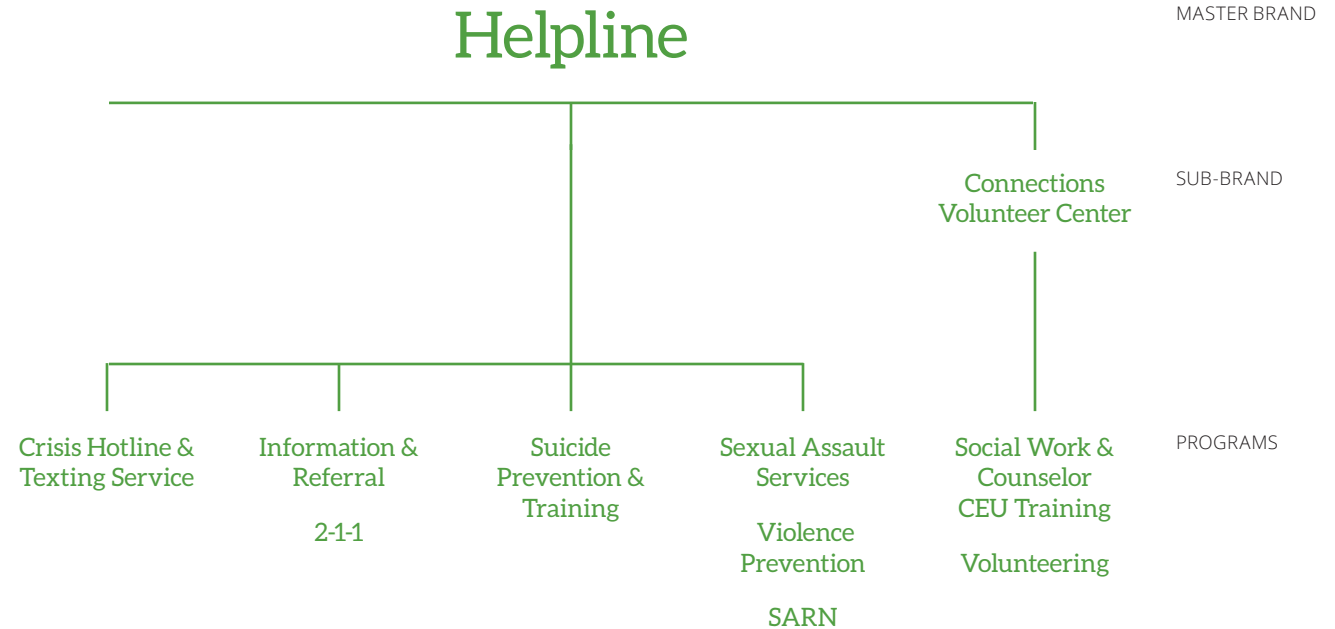 Helpline
MASTER BRAND
Connections
Volunteer Center
SUB-BRAND
Crisis Hotline &
Texting Service
Information &
Referral
2-1-1
Suicide
Prevention &
Training
Sexual Assault
Services
Violence
Prevention
SARN
Social Work &
Counselor
CEU Training
Volunteering
PROGRAMS